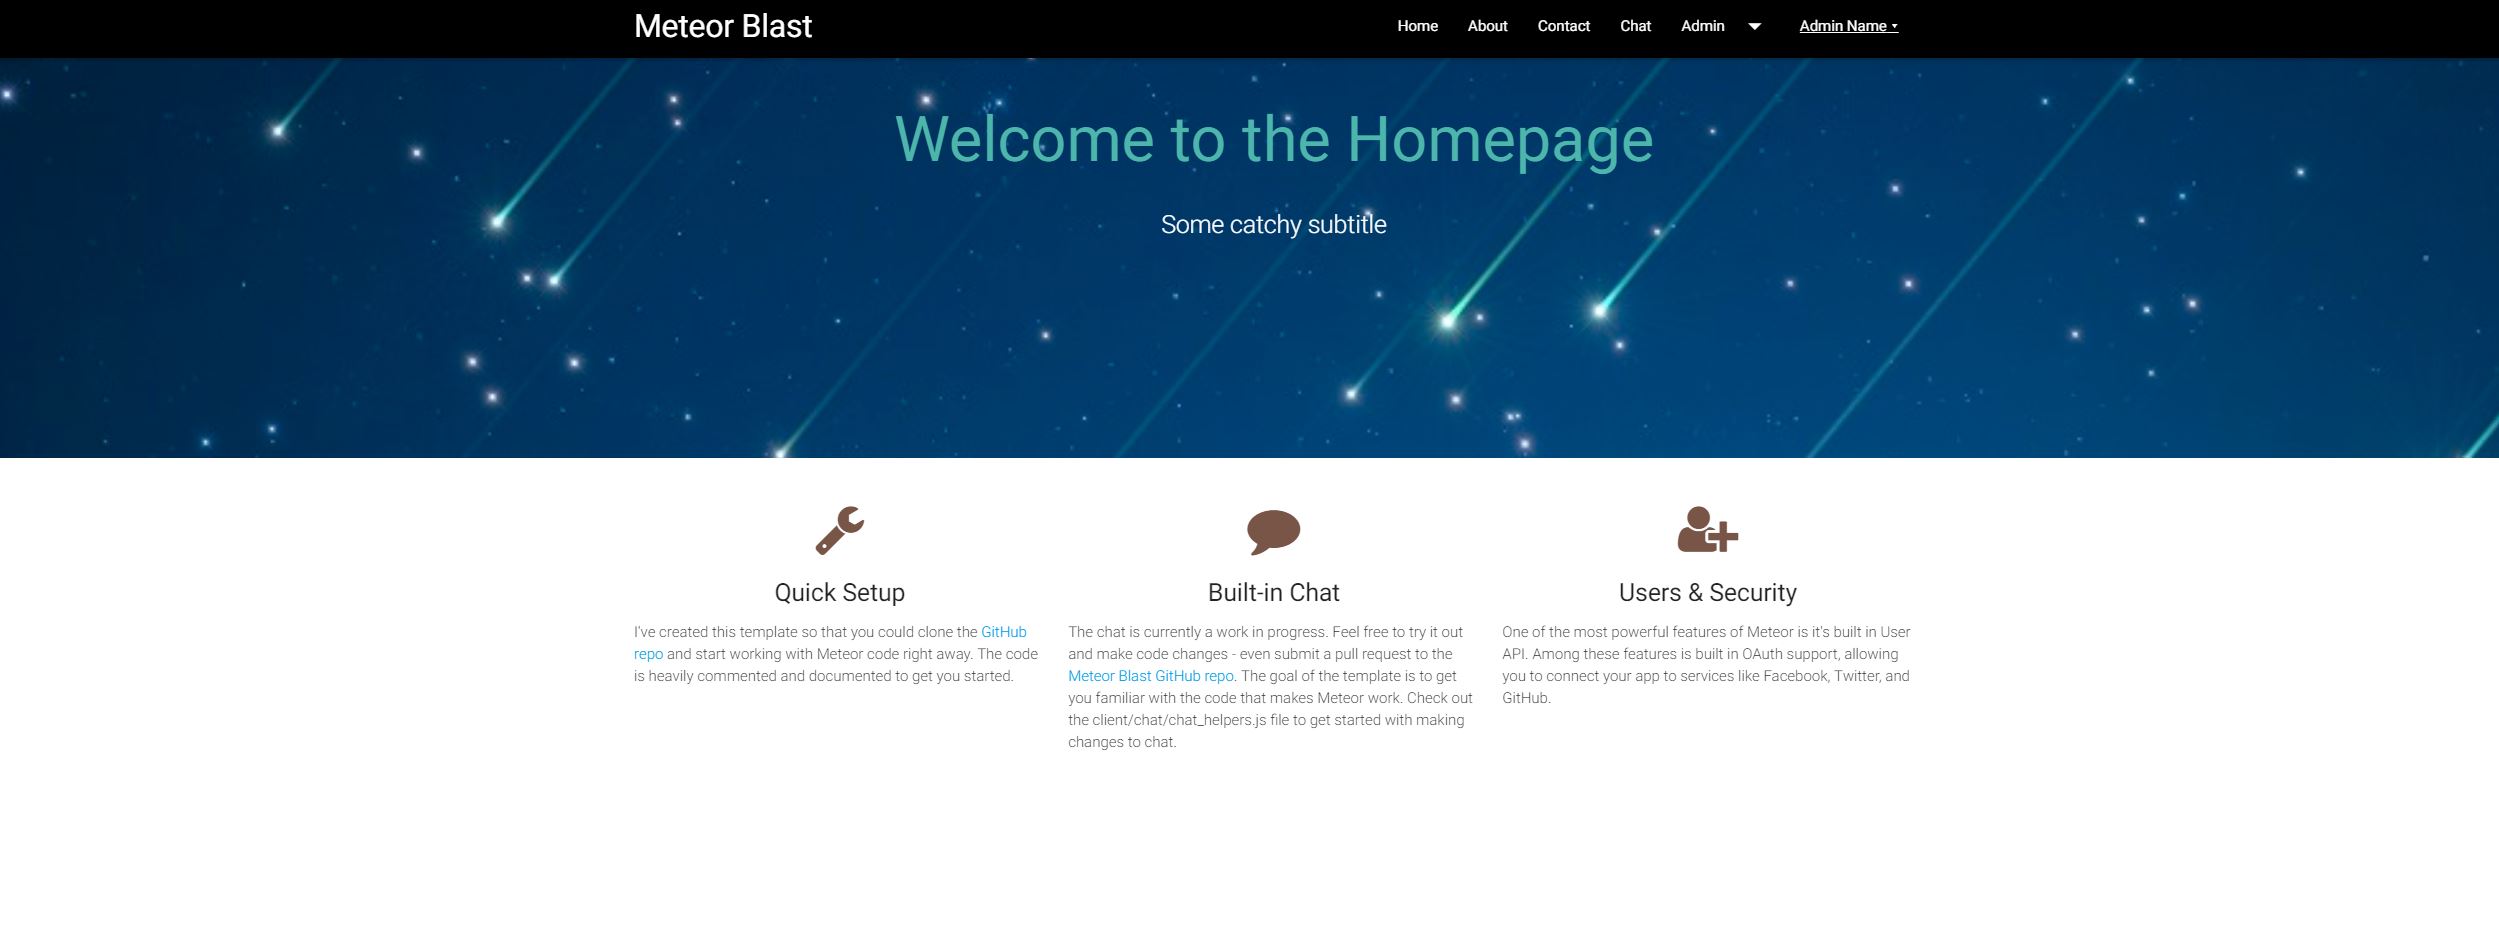 Meteor Blast
Home About Contact Chat Admin Admin Name
Welcome to the Homepage
Some catchy subtitle
Quick Setup
I've created this template so that you could clone the GitHub
repo and start working with Meteor code right away. The code
is heavily commented and documented to get you started.
Built-in Chat
The chat is currently a work in progress. Feel free to try it out
and make code changes - even submit a pull request to the
Meteor Blast GitHub repo. The goal of the template is to get
you familiar with the code that makes Meteor work. Check out
the client/chat/chat_helpers.js file to get started with making
changes to chat.
Users & Security
One of the most powerful features of Meteor is it's built in User
API. Among these features is built in OAuth support, allowing
you to connect your app to services like Facebook, Twitter, and
GitHub.